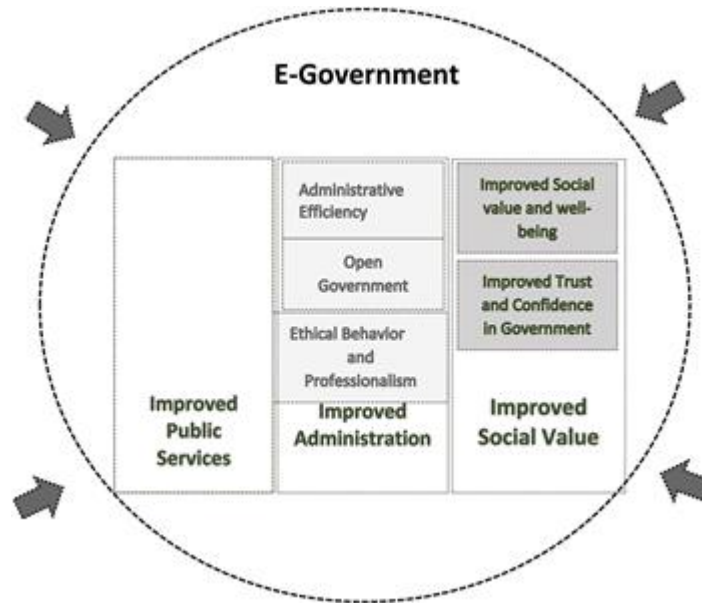 E-Government
Administrative
Efficiency
Open
Government
Ethical Behavior
and
Professionalism
Improved
Public
Services
Improved
Administration
Improved Social
value and well-
being
Improved Trust
and Confidence
in Government
Improved
Social Value